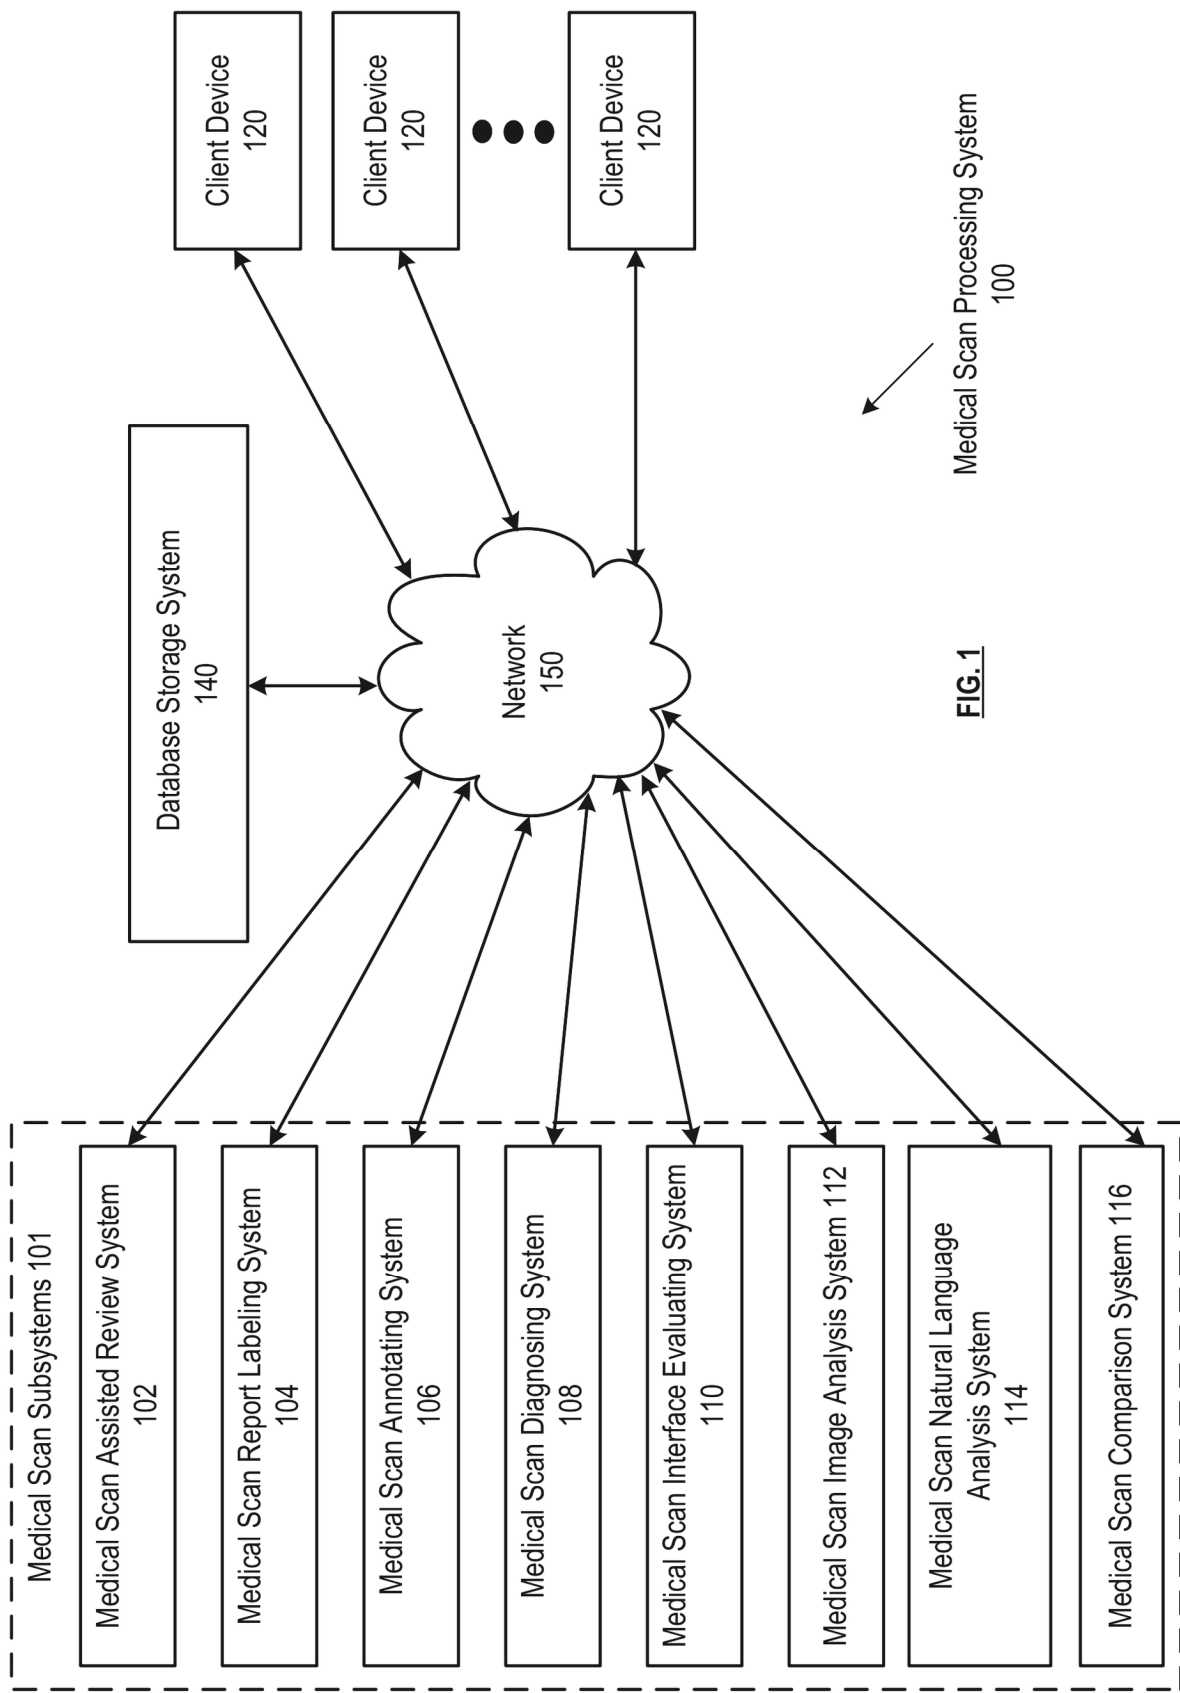 Medical Scan Subsystems 101
Medical Scan Assisted Review System
102
Medical Scan Report Labeling System
104
Medical Scan Annotating System
106
Medical Scan Diagnosing System
108
Medical Scan Interface Evaluating System
110
Medical Scan Image Analysis System 112
Medical Scan Natural Language
Analysis System
114
Medical Scan Comparison System 116
Database Storage System
140
Network
150
Client Device
120
Client Device
120
Client Device
120
Medical Scan Processing System
100
FIG. 1